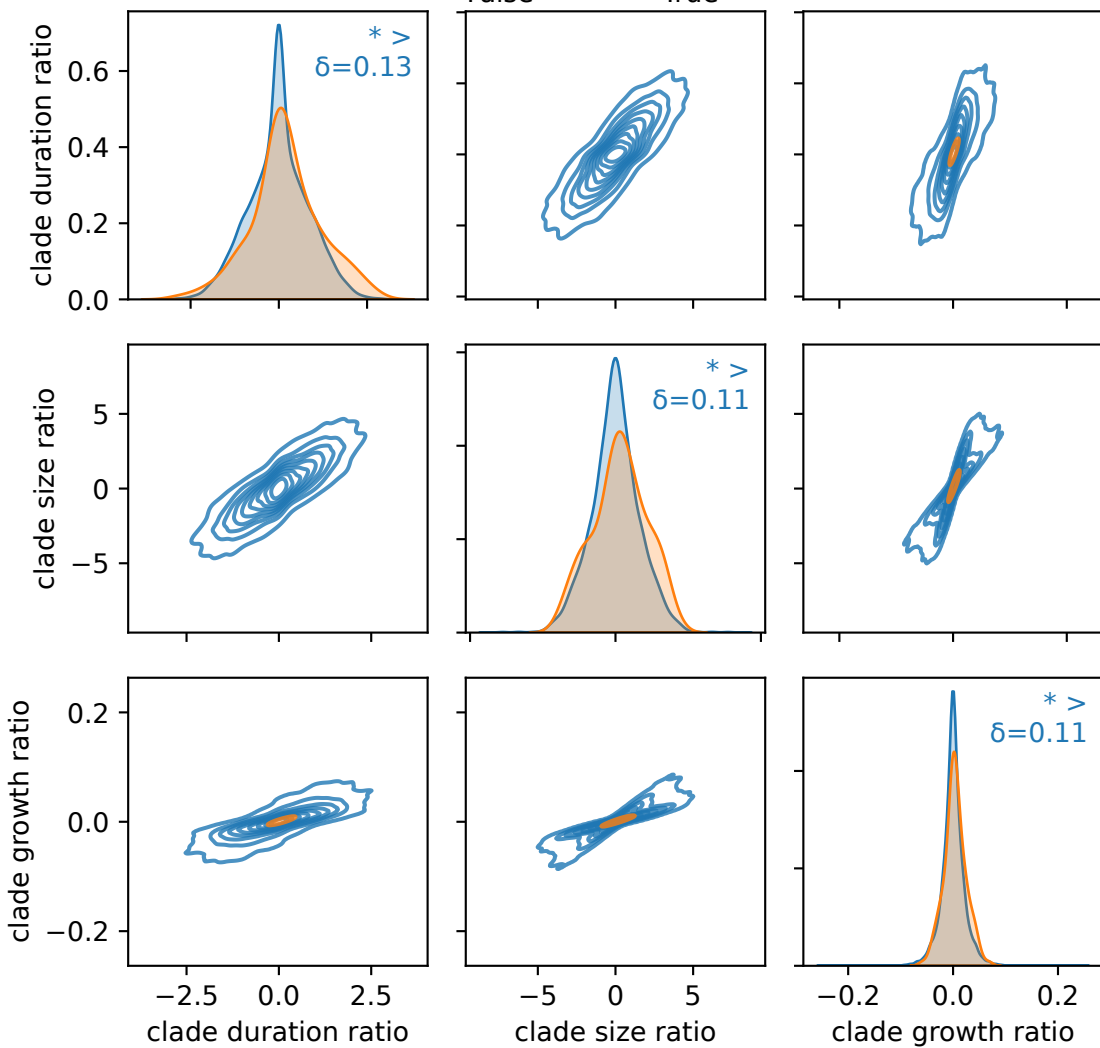 clade duration ratio
0.6
0.4
0.2
0.0
* >
δ=0.13
clade size ratio
5
0
−5
* >
δ=0.11
clade growth ratio
0.2
0.0
−0.2
* >
δ=0.11
−2.5 0.0 2.5
−5 0 5
−0.2 0.0 0.2
clade duration ratio
clade size ratio
clade growth ratio